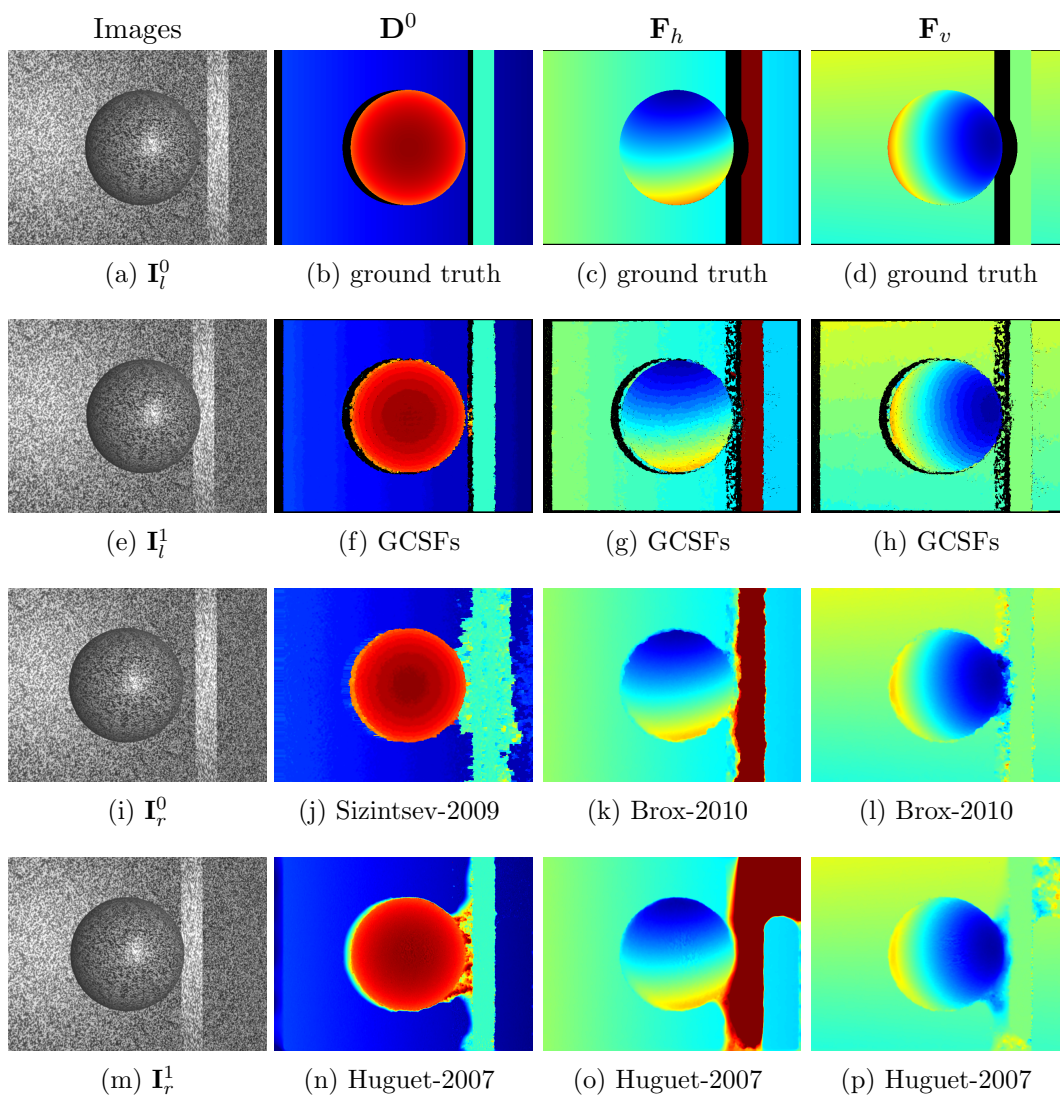 Images D⁰ F_h F_v
(a) I_l^0 (b) ground truth (c) ground truth (d) ground truth
(e) I_l^1 (f) GCSFs (g) GCSFs (h) GCSFs
(i) I_r^0 (j) Sizintsev-2009 (k) Brox-2010 (l) Brox-2010
(m) I_r^1 (n) Huguet-2007 (o) Huguet-2007 (p) Huguet-2007